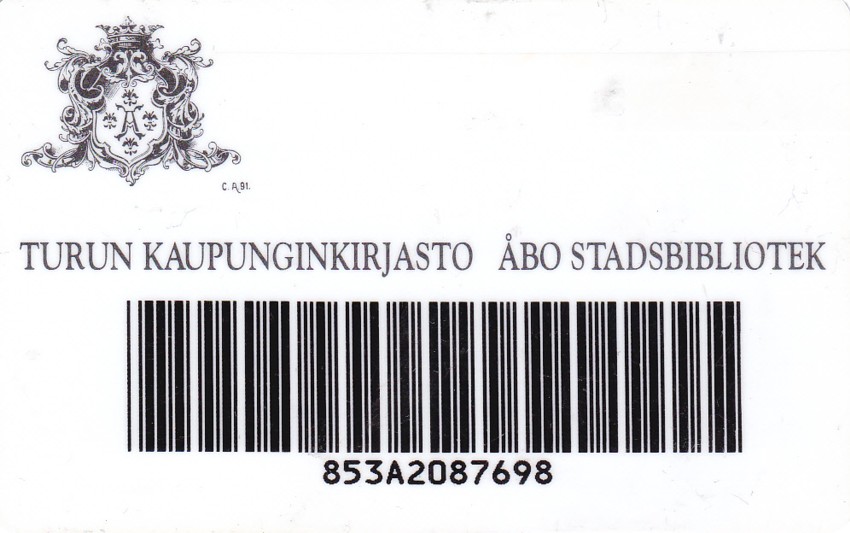 A
C.A.91.
TURUN KAUPUNGINKIRJASTO ÅBO STADSBIBLIOTEK
853A2087698